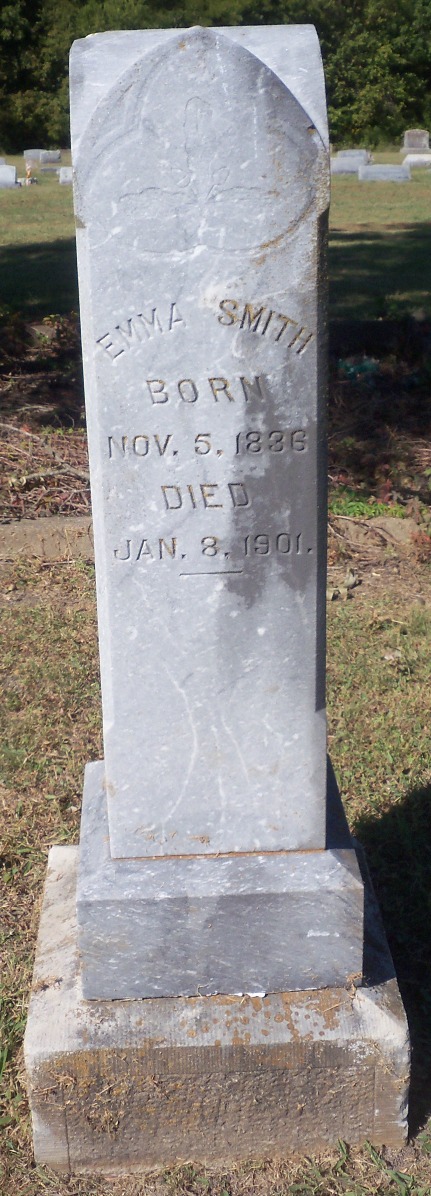 EMMA SMITH
BORN
NOV. 5, 1836
DIED
JAN. 8, 1901.